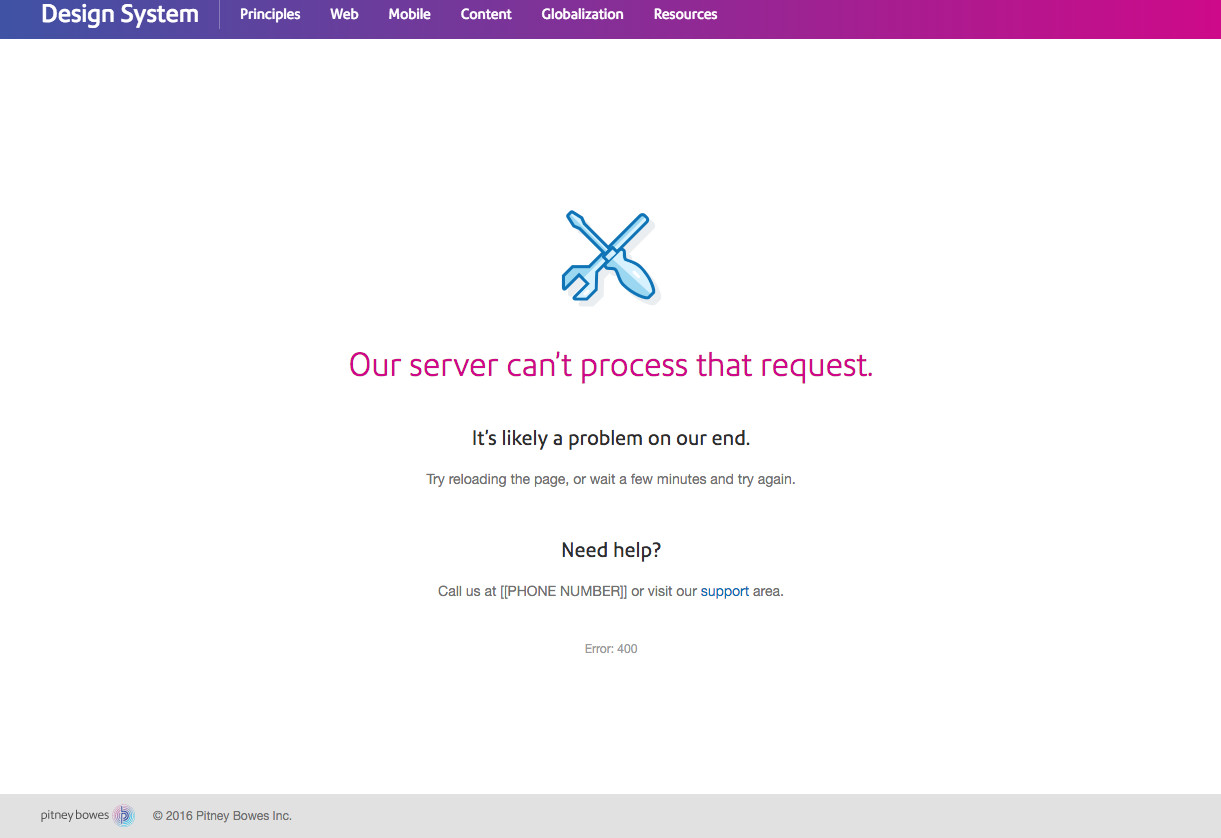 Design System Principles Web Mobile Content Globalization Resources
Our server can't process that request.
It's likely a problem on our end.
Try reloading the page, or wait a few minutes and try again.
Need help?
Call us at [[PHONE NUMBER]] or visit our support area.
Error: 400
pitney bowes © 2016 Pitney Bowes Inc.